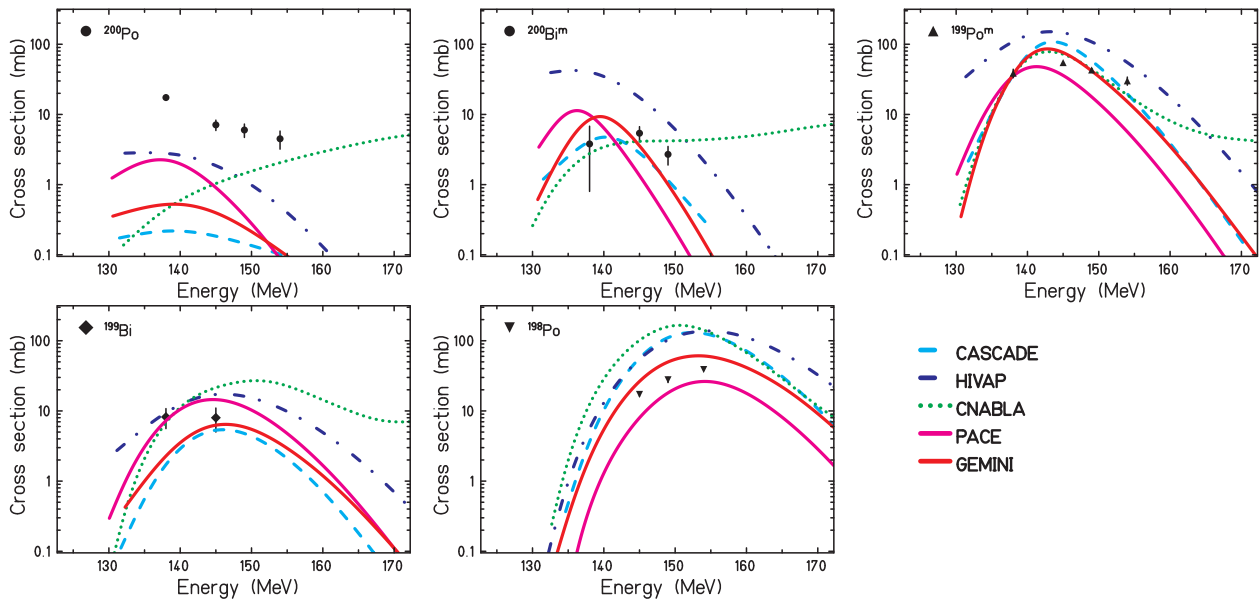 ²⁰⁰Po
Cross section (mb)
100
10
1
0.1
130 140 150 160 170
Energy (MeV)
²⁰⁰Biᵐ
Cross section (mb)
100
10
1
0.1
130 140 150 160 170
Energy (MeV)
¹⁹⁹Poᵐ
Cross section (mb)
100
10
1
0.1
130 140 150 160 170
Energy (MeV)
¹⁹⁹Bi
Cross section (mb)
100
10
1
0.1
130 140 150 160 170
Energy (MeV)
¹⁹⁸Po
Cross section (mb)
100
10
1
0.1
130 140 150 160 170
Energy (MeV)
CASCADE
HIVAP
CNABLA
PACE
GEMINI